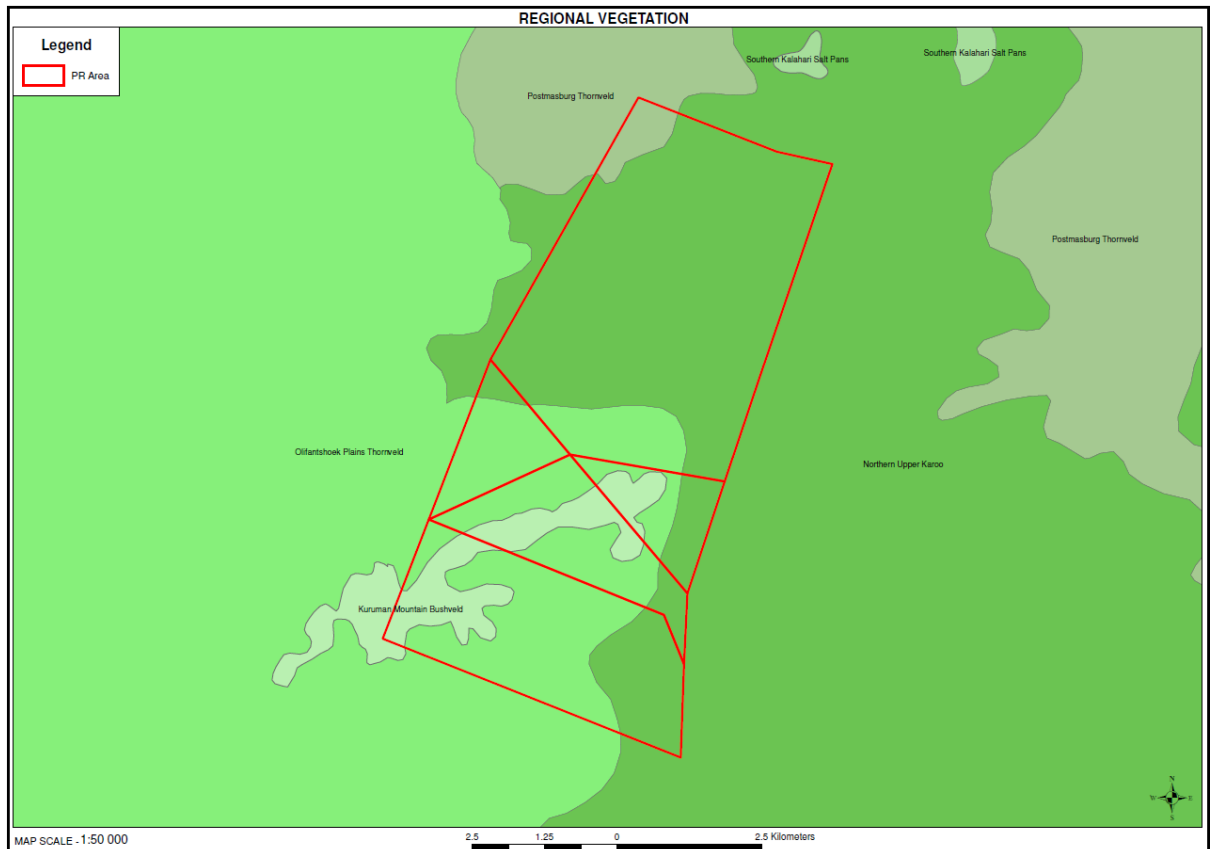 REGIONAL VEGETATION
Legend
PR Area
Southern Kalahari Salt Pans
Southern Kalahari Salt Pans
Postmasburg Thornveld
Postmasburg Thornveld
Olifantshoek Plains Thornveld
Northern Upper Karoo
Kuruman Mountain Bushveld
N
W E
S
MAP SCALE - 1:50 000
2.5 1.25 0 2.5 Kilometers